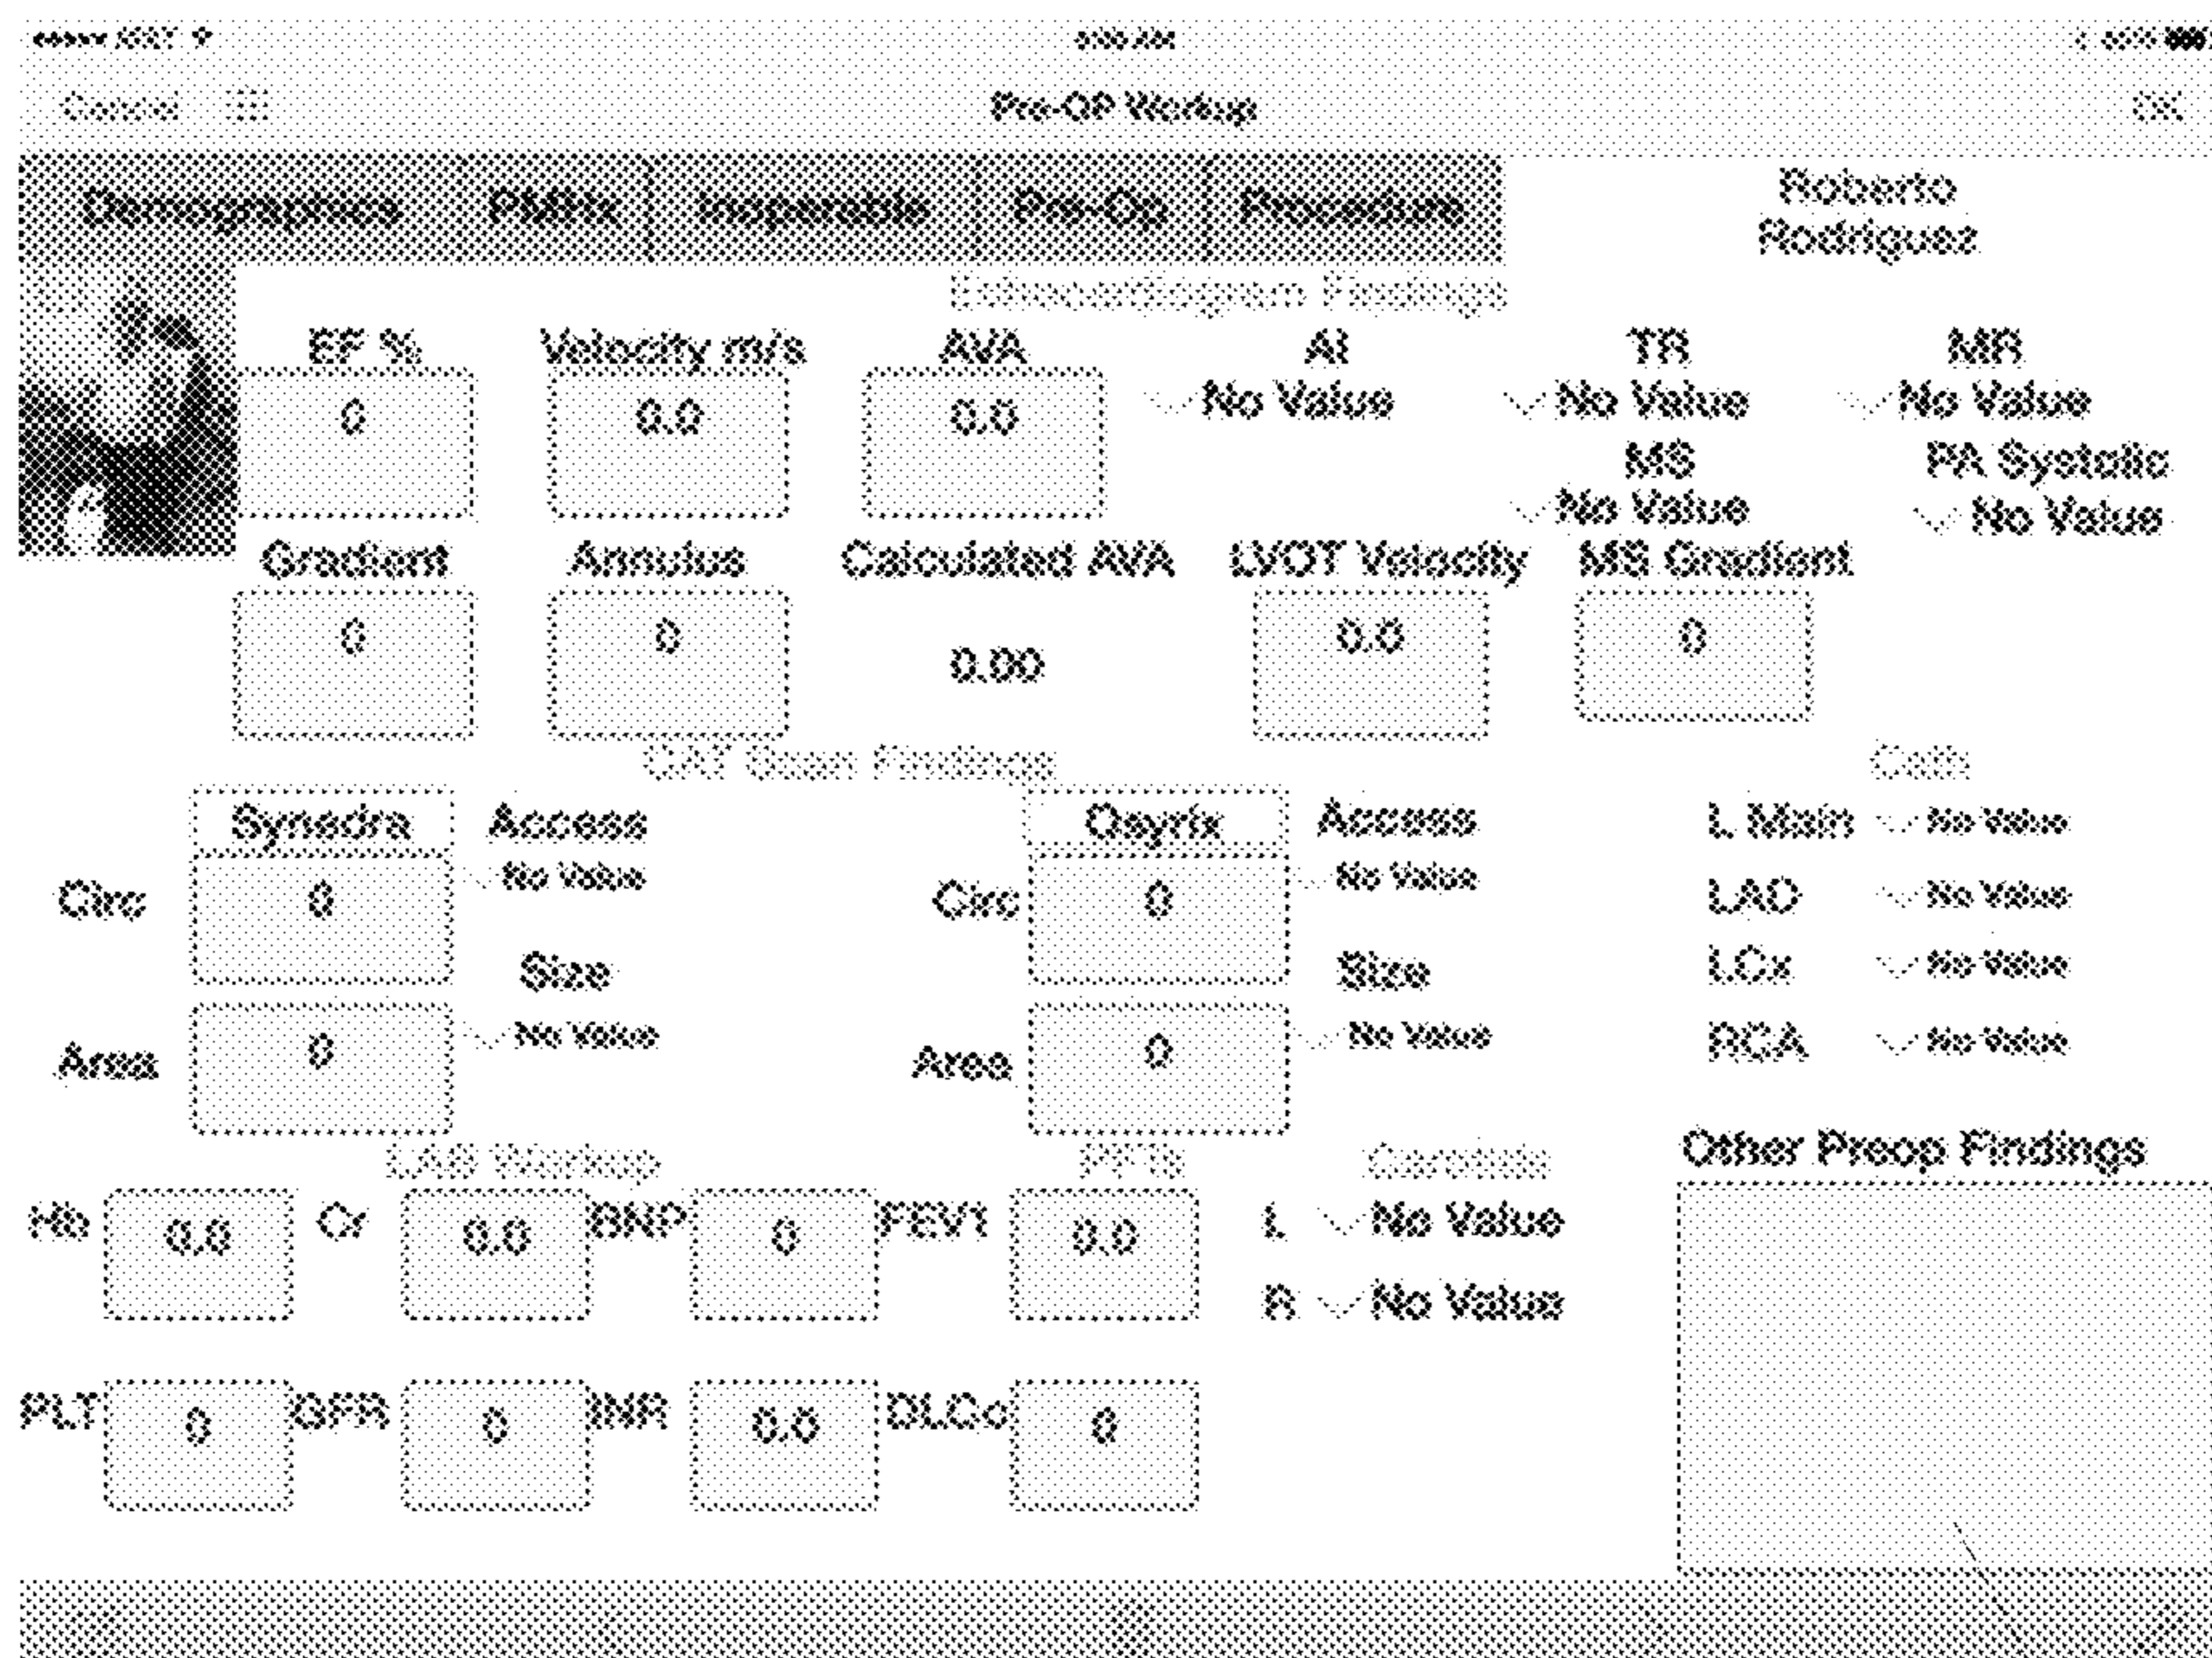 Cancel
Pre-OP Workup
OK
Demographics PMHx Inoperable Pre-Op Procedure
Roberto
Rodriguez
Echocardiogram Findings
EF % Velocity m/s AVA AI TR MR
0 0.0 0.0 No Value No Value No Value
MS PA Systolic
No Value No Value
Gradient Annulus Calculated AVA LVOT Velocity MS Gradient
0 0 0.00 0.0 0
CAT Scan Findings Cath
Synedra Access Osyrix Access L Main No Value
Circ 0 No Value Circ 0 No Value LAD No Value
Size Size LCx No Value
Area 0 No Value Area 0 No Value RCA No Value
LAB Workup PFTs Carotids Other Preop Findings
Hb 0.0 Cr 0.0 BNP 0 FEV1 0.0 L No Value
R No Value
PLT 0 GFR 0 INR 0.0 DLCo 0